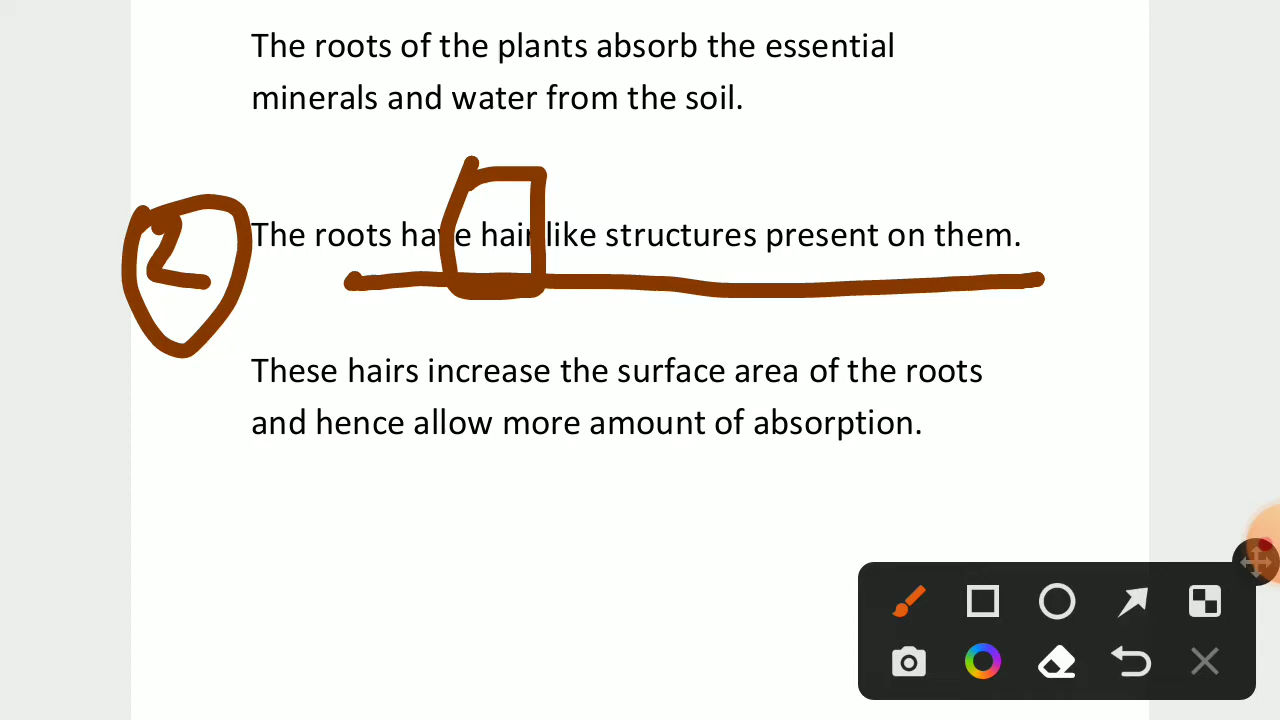 The roots of the plants absorb the essential
minerals and water from the soil.
2 The roots have hair like structures present on them.
These hairs increase the surface area of the roots
and hence allow more amount of absorption.